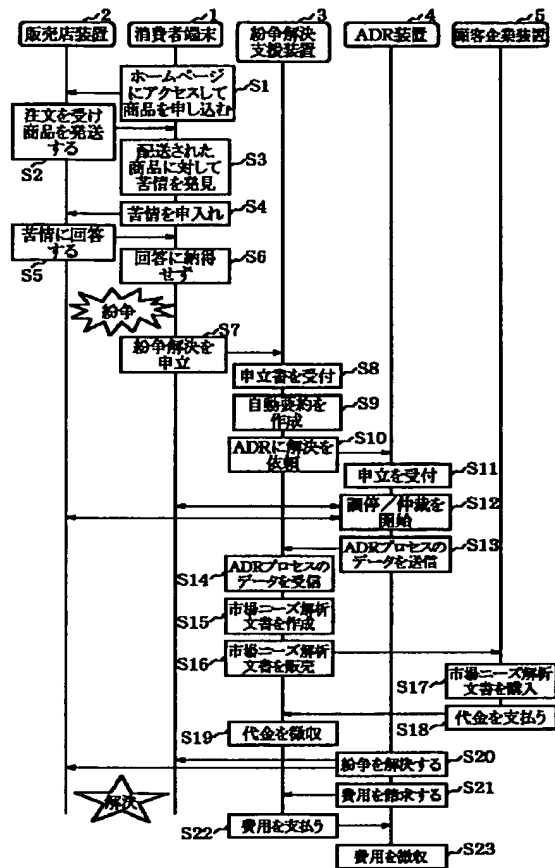 2
1
3
4
5
販売店装置
消費者端末
紛争解決
支援装置
ADR装置
顧客企業装置
ホームページ
にアクセスして
商品を申し込む
S1
注文を受け
商品を発送
する
S2
配送された
商品に対して
苦情を発見
S3
苦情を申入れ
S4
苦情に回答
する
S5
回答に納得
せず
S6
紛争
紛争解決を
申立
S7
申立書を受付
S8
自動要約を
作成
S9
ADRに解決を
依頼
S10
申立を受付
S11
調停/仲裁を
開始
S12
ADRプロセスの
データを送信
S13
S14
ADRプロセスの
データを受信
S15
市場ニーズ解析
文書を作成
S16
市場ニーズ解析
文書を販売
S17
市場ニーズ解析
文書を購入
代金を支払う
S18
S19
代金を徴収
紛争を解決する
S20
解決
費用を請求する
S21
S22
費用を支払う
費用を徴収
S23